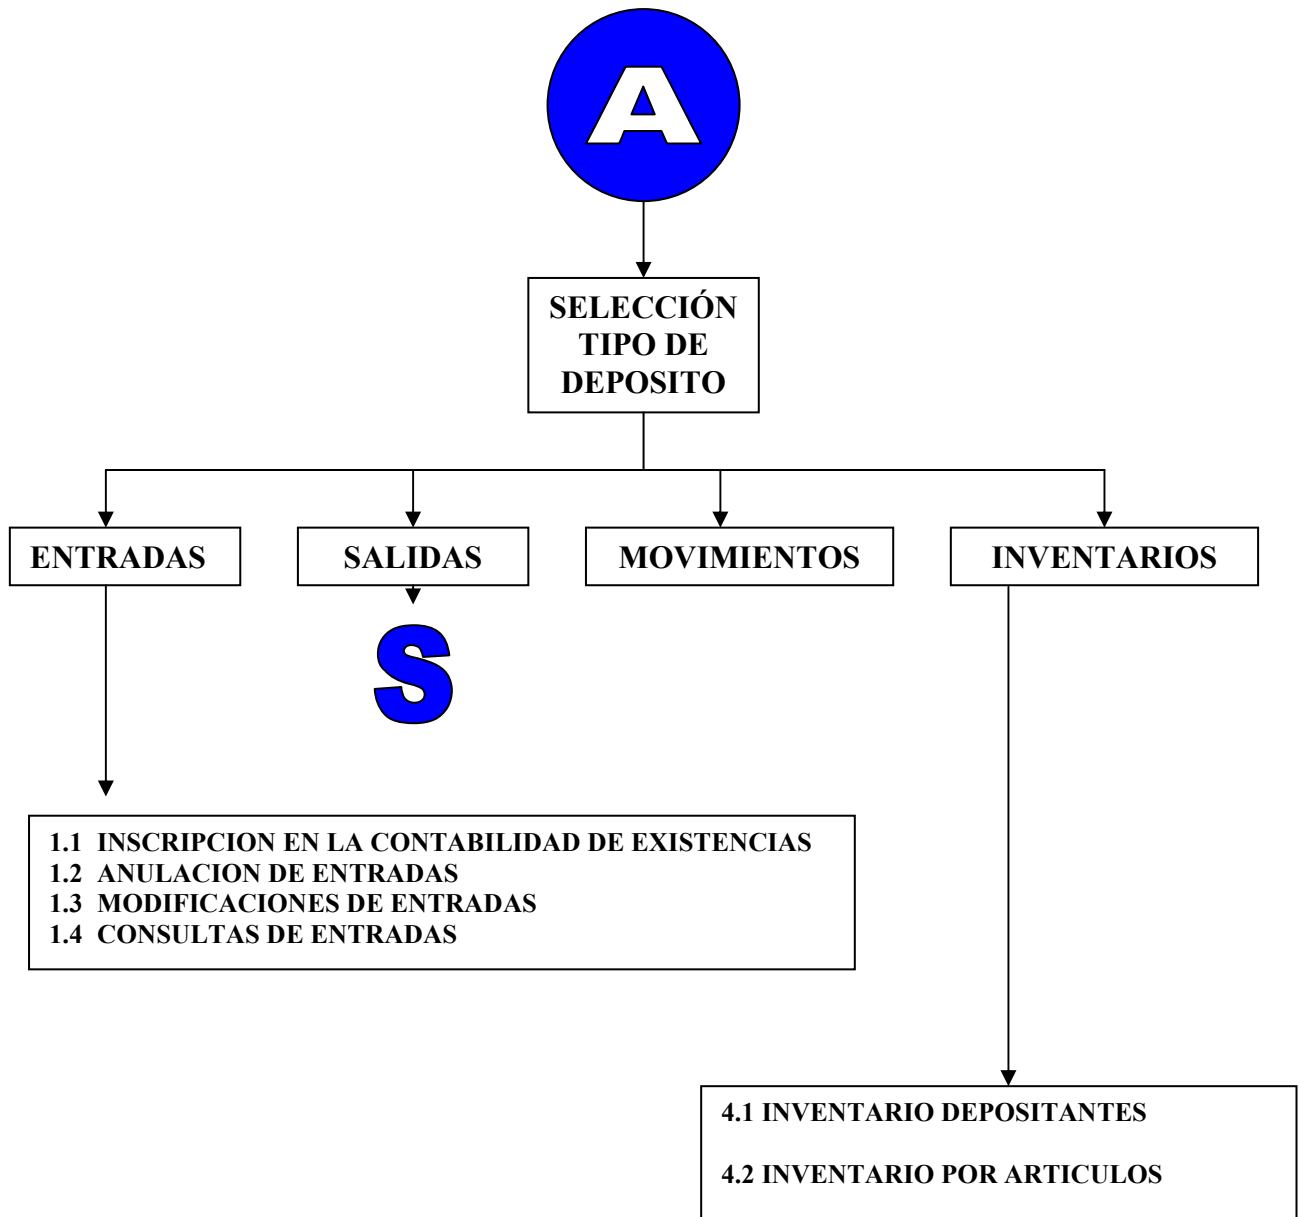 A
SELECCIÓN
TIPO DE
DEPOSITO
ENTRADAS
SALIDAS
MOVIMIENTOS
INVENTARIOS
S
1.1 INSCRIPCION EN LA CONTABILIDAD DE EXISTENCIAS
1.2 ANULACION DE ENTRADAS
1.3 MODIFICACIONES DE ENTRADAS
1.4 CONSULTAS DE ENTRADAS
4.1 INVENTARIO DEPOSITANTES
4.2 INVENTARIO POR ARTICULOS